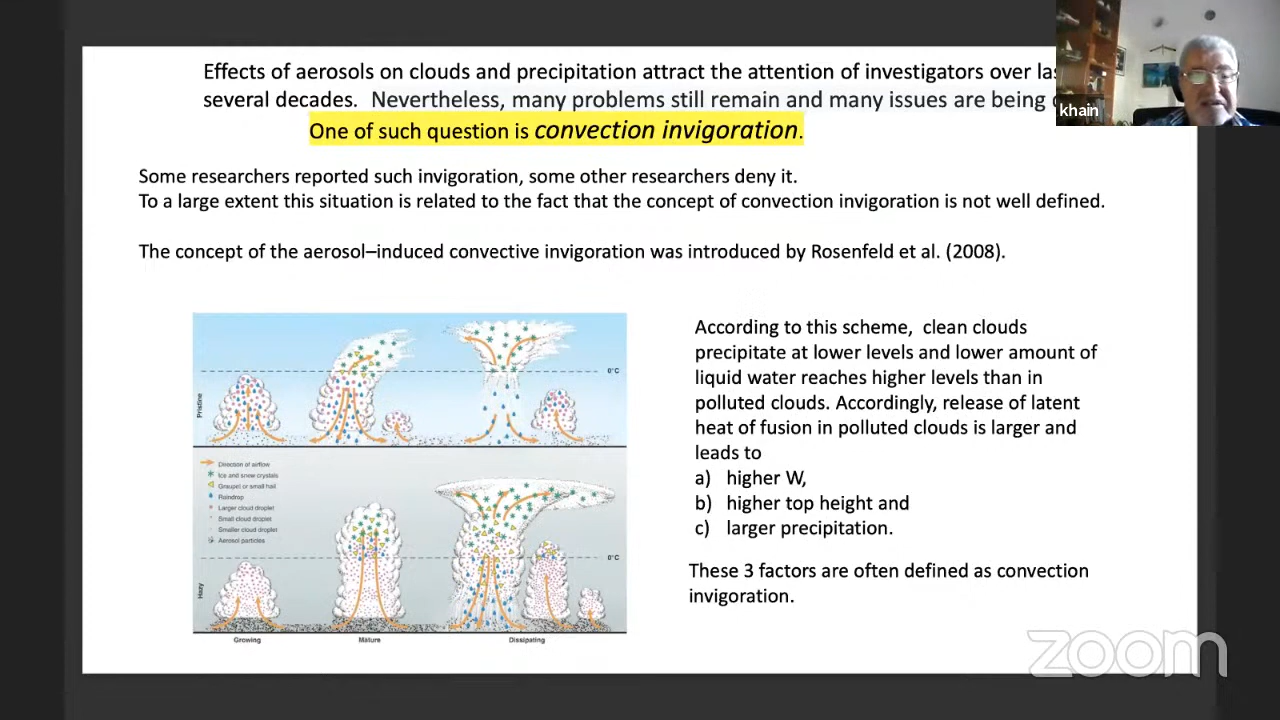 Effects of aerosols on clouds and precipitation attract the attention of investigators over las
several decades. Nevertheless, many problems still remain and many issues are being
One of such question is convection invigoration.
khain
Some researchers reported such invigoration, some other researchers deny it.
To a large extent this situation is related to the fact that the concept of convection invigoration is not well defined.
The concept of the aerosol–induced convective invigoration was introduced by Rosenfeld et al. (2008).
0°C
Pristine
Direction of airflow
Ice and snow crystals
Graupel or small hail
Raindrop
Larger cloud droplet
Small cloud droplet
Smaller cloud droplet
Aerosol particles
0°C
Hazy
Growing
Mature
Dissipating
According to this scheme, clean clouds
precipitate at lower levels and lower amount of
liquid water reaches higher levels than in
polluted clouds. Accordingly, release of latent
heat of fusion in polluted clouds is larger and
leads to
a) higher W,
b) higher top height and
c) larger precipitation.
These 3 factors are often defined as convection
invigoration.
zoom